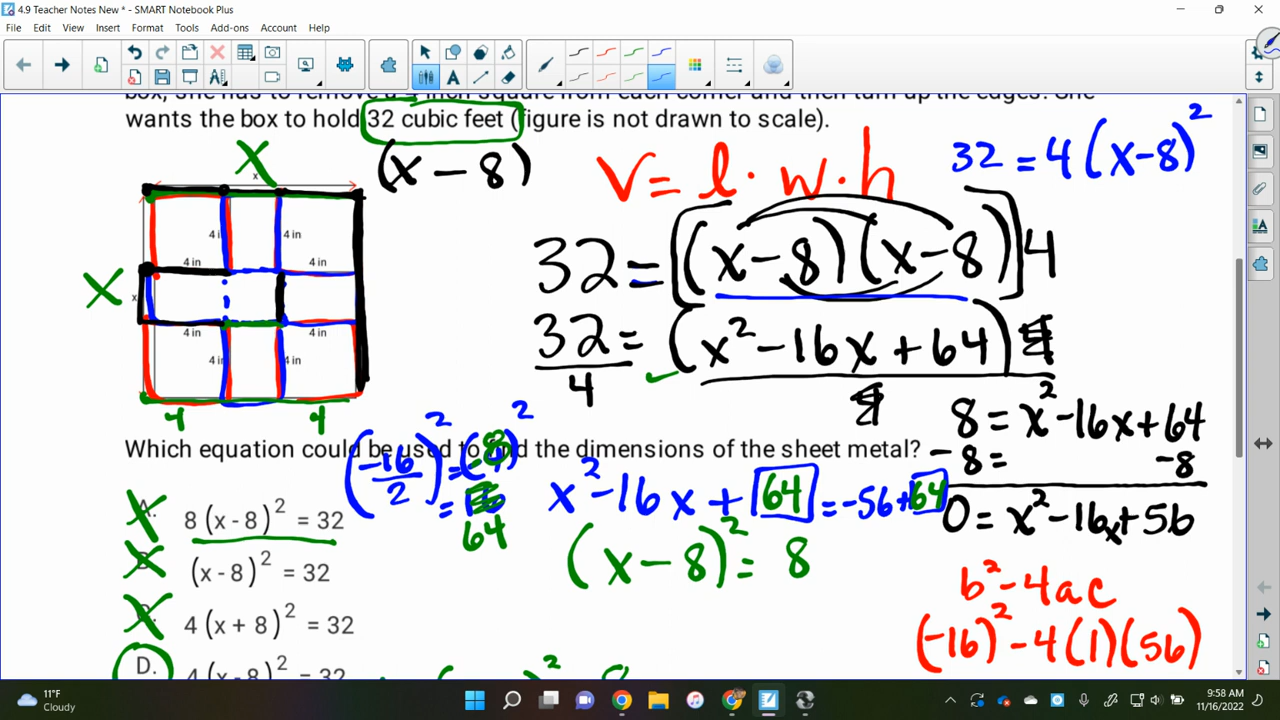 4.9 Teacher Notes New * - SMART Notebook Plus
File Edit View Insert Format Tools Add-ons Account Help
wants the box to hold 32 cubic feet (figure is not drawn to scale).
X
x
(x - 8)
V = l · w · h
32 = 4(x-8)²
4 in 4 in
4 in 4 in
X
x
32 = [(x-8)(x-8)]4
4 in 4 in
4 in 4 in
32 = (x² - 16x + 64) 4
4 4
4 4
8 = x² - 16x + 64
-8 = -8
0 = x² - 16x + 56
Which equation could be used to find the dimensions of the sheet metal?
(-16/2)² = (-8)²
= 64
x² - 16x + 64 = -56 + 64
(x - 8)² = 8
A. 8 (x - 8)² = 32
(x - 8)² = 32
4 (x + 8)² = 32
D. 4 (x - 8)² = 32
b² - 4ac
(-16)² - 4(1)(56)
11°F
Cloudy
9:58 AM
11/16/2022